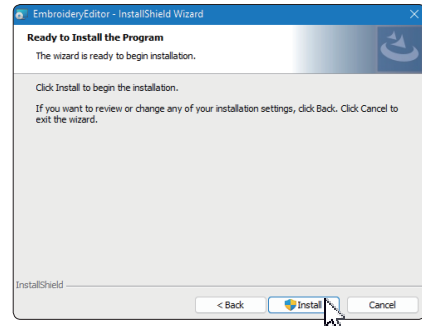 EmbroideryEditor - InstallShield Wizard
Ready to Install the Program
The wizard is ready to begin installation.
Click Install to begin the installation.
If you want to review or change any of your installation settings, click Back. Click Cancel to
exit the wizard.
InstallShield
< Back Install Cancel